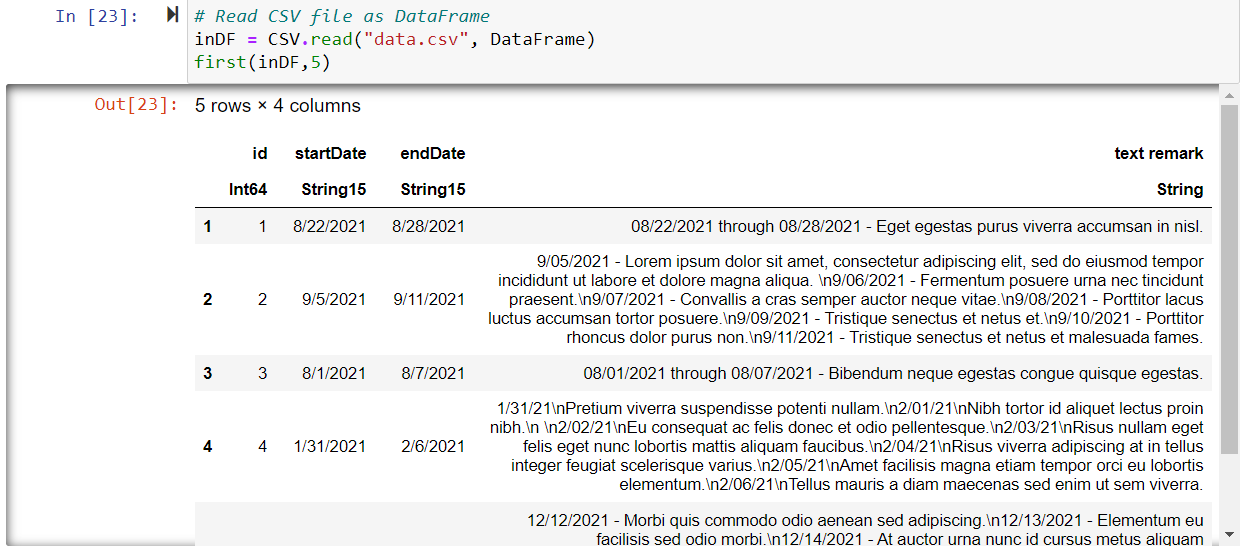 In [23]:
# Read CSV file as DataFrame
inDF = CSV.read("data.csv", DataFrame)
first(inDF,5)
Out[23]: 5 rows × 4 columns
id startDate endDate text remark
Int64 String15 String15 String
1 1 8/22/2021 8/28/2021 08/22/2021 through 08/28/2021 - Eget egestas purus viverra accumsan in nisl.
9/05/2021 - Lorem ipsum dolor sit amet, consectetur adipiscing elit, sed do eiusmod tempor
incididunt ut labore et dolore magna aliqua. \n9/06/2021 - Fermentum posuere urna nec tincidunt
2 2 9/5/2021 9/11/2021 praesent.\n9/07/2021 - Convallis a cras semper auctor neque vitae.\n9/08/2021 - Porttitor lacus
luctus accumsan tortor posuere.\n9/09/2021 - Tristique senectus et netus et.\n9/10/2021 - Porttitor
rhoncus dolor purus non.\n9/11/2021 - Tristique senectus et netus et malesuada fames.
3 3 8/1/2021 8/7/2021 08/01/2021 through 08/07/2021 - Bibendum neque egestas congue quisque egestas.
1/31/21\nPretium viverra suspendisse potenti nullam.\n2/01/21\nNibh tortor id aliquet lectus proin
nibh.\n \n2/02/21\nEu consequat ac felis donec et odio pellentesque.\n2/03/21\nRisus nullam eget
4 4 1/31/2021 2/6/2021 felis eget nunc lobortis mattis aliquam faucibus.\n2/04/21\nRisus viverra adipiscing at in tellus
integer feugiat scelerisque varius.\n2/05/21\nAmet facilisis magna etiam tempor orci eu lobortis
elementum.\n2/06/21\nTellus mauris a diam maecenas sed enim ut sem viverra.
12/12/2021 - Morbi quis commodo odio aenean sed adipiscing.\n12/13/2021 - Elementum eu
facilisis sed odio morbi.\n12/14/2021 - At auctor urna nunc id cursus metus aliquam